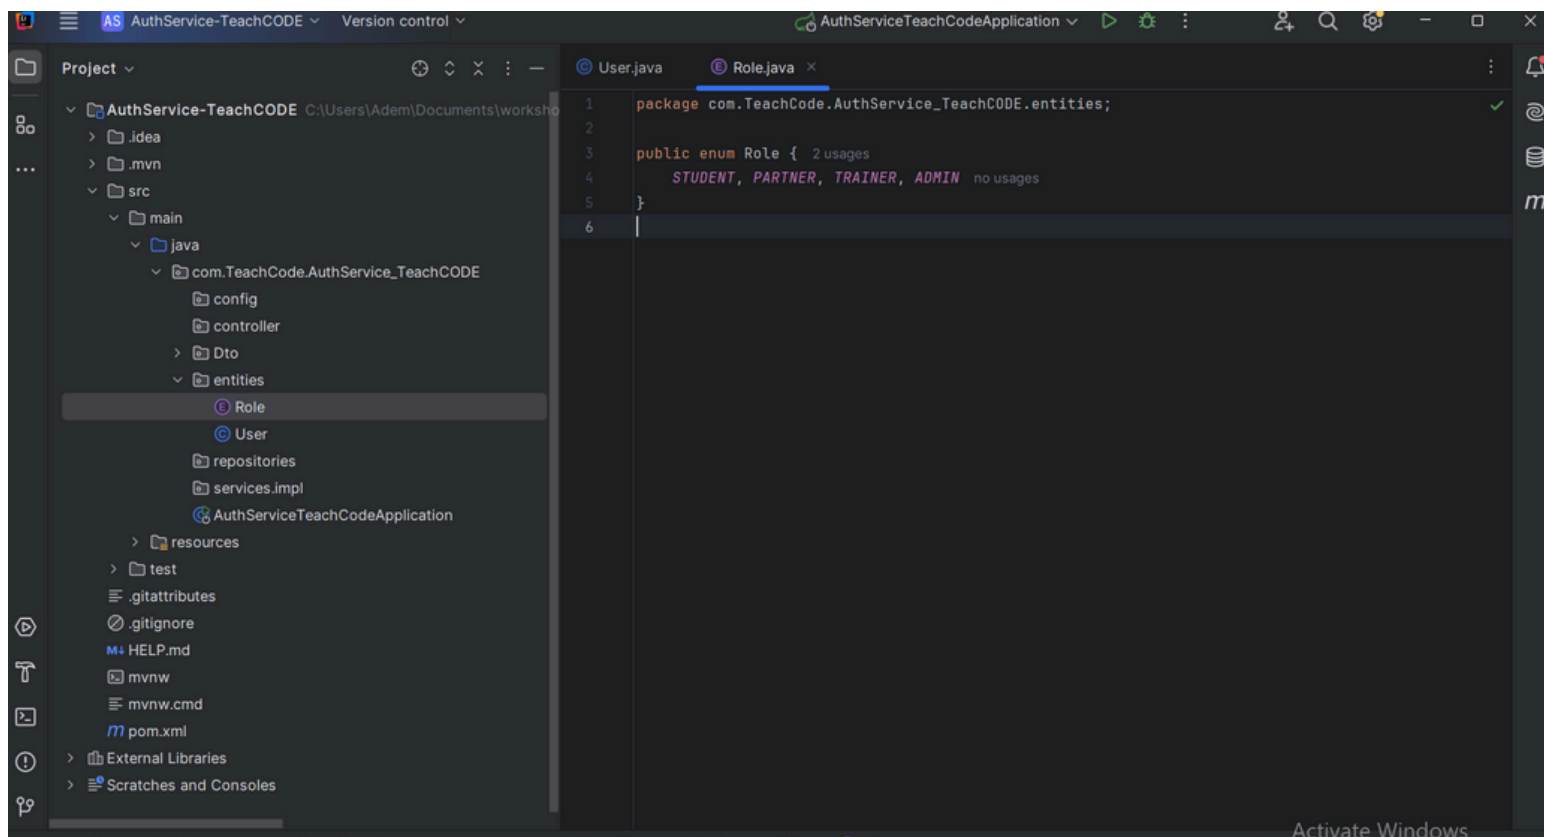 AS AuthService-TeachCODE Version control AuthServiceTeachCodeApplication
Project
AuthService-TeachCODE C:\Users\Adem\Documents\worksho
.idea
.mvn
src
main
java
com.TeachCode.AuthService_TeachCODE
config
controller
Dto
entities
Role
User
repositories
services.impl
AuthServiceTeachCodeApplication
resources
test
.gitattributes
.gitignore
M↓ HELP.md
mvnw
mvnw.cmd
m pom.xml
External Libraries
Scratches and Consoles
User.java Role.java
1 package com.TeachCode.AuthService_TeachCODE.entities;
2
3 public enum Role { 2 usages
4 STUDENT, PARTNER, TRAINER, ADMIN no usages
5 }
6
m
Activate Windows